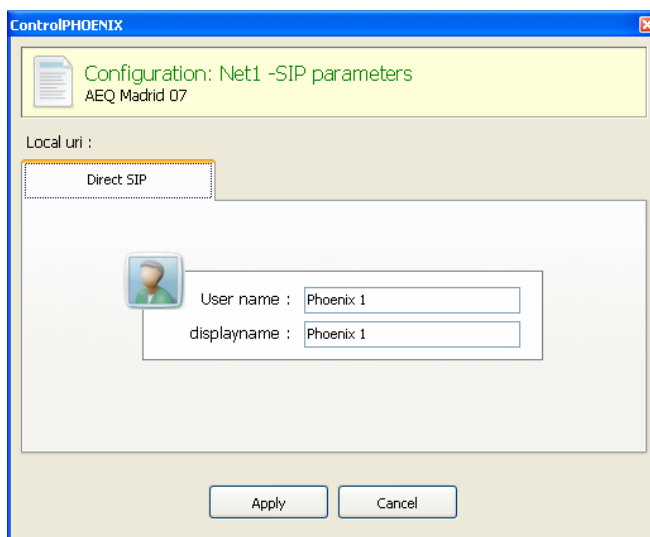 ControlPHOENIX
Configuration: Net1 -SIP parameters
AEQ Madrid 07
Local uri :
Direct SIP
User name : Phoenix 1
displayname : Phoenix 1
Apply Cancel